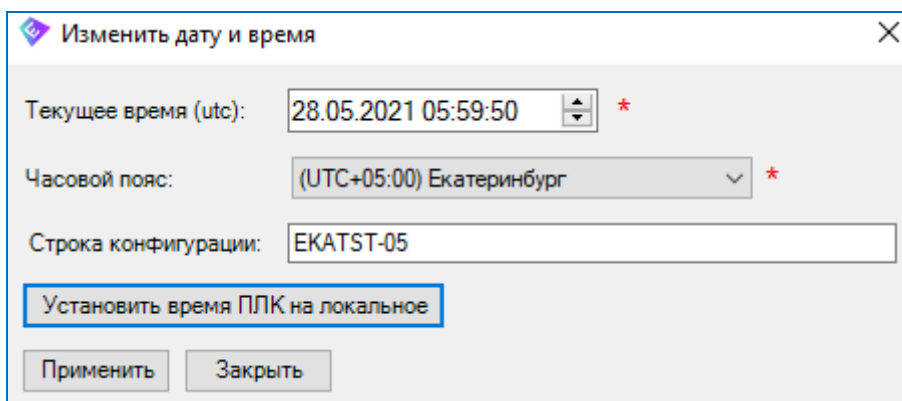 Изменить дату и время
Текущее время (utc): 28.05.2021 05:59:50 *
Часовой пояс: (UTC+05:00) Екатеринбург *
Строка конфигурации: EKATST-05
Установить время ПЛК на локальное
Применить Закрыть